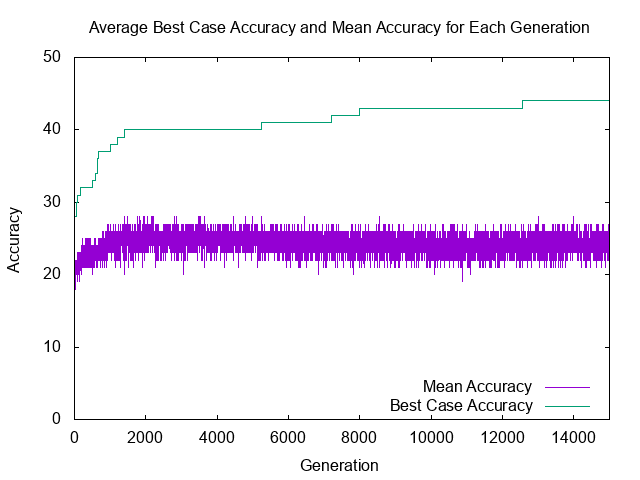 Average Best Case Accuracy and Mean Accuracy for Each Generation
50
40
30
20
10
0
Accuracy
Mean Accuracy
Best Case Accuracy
0 2000 4000 6000 8000 10000 12000 14000
Generation